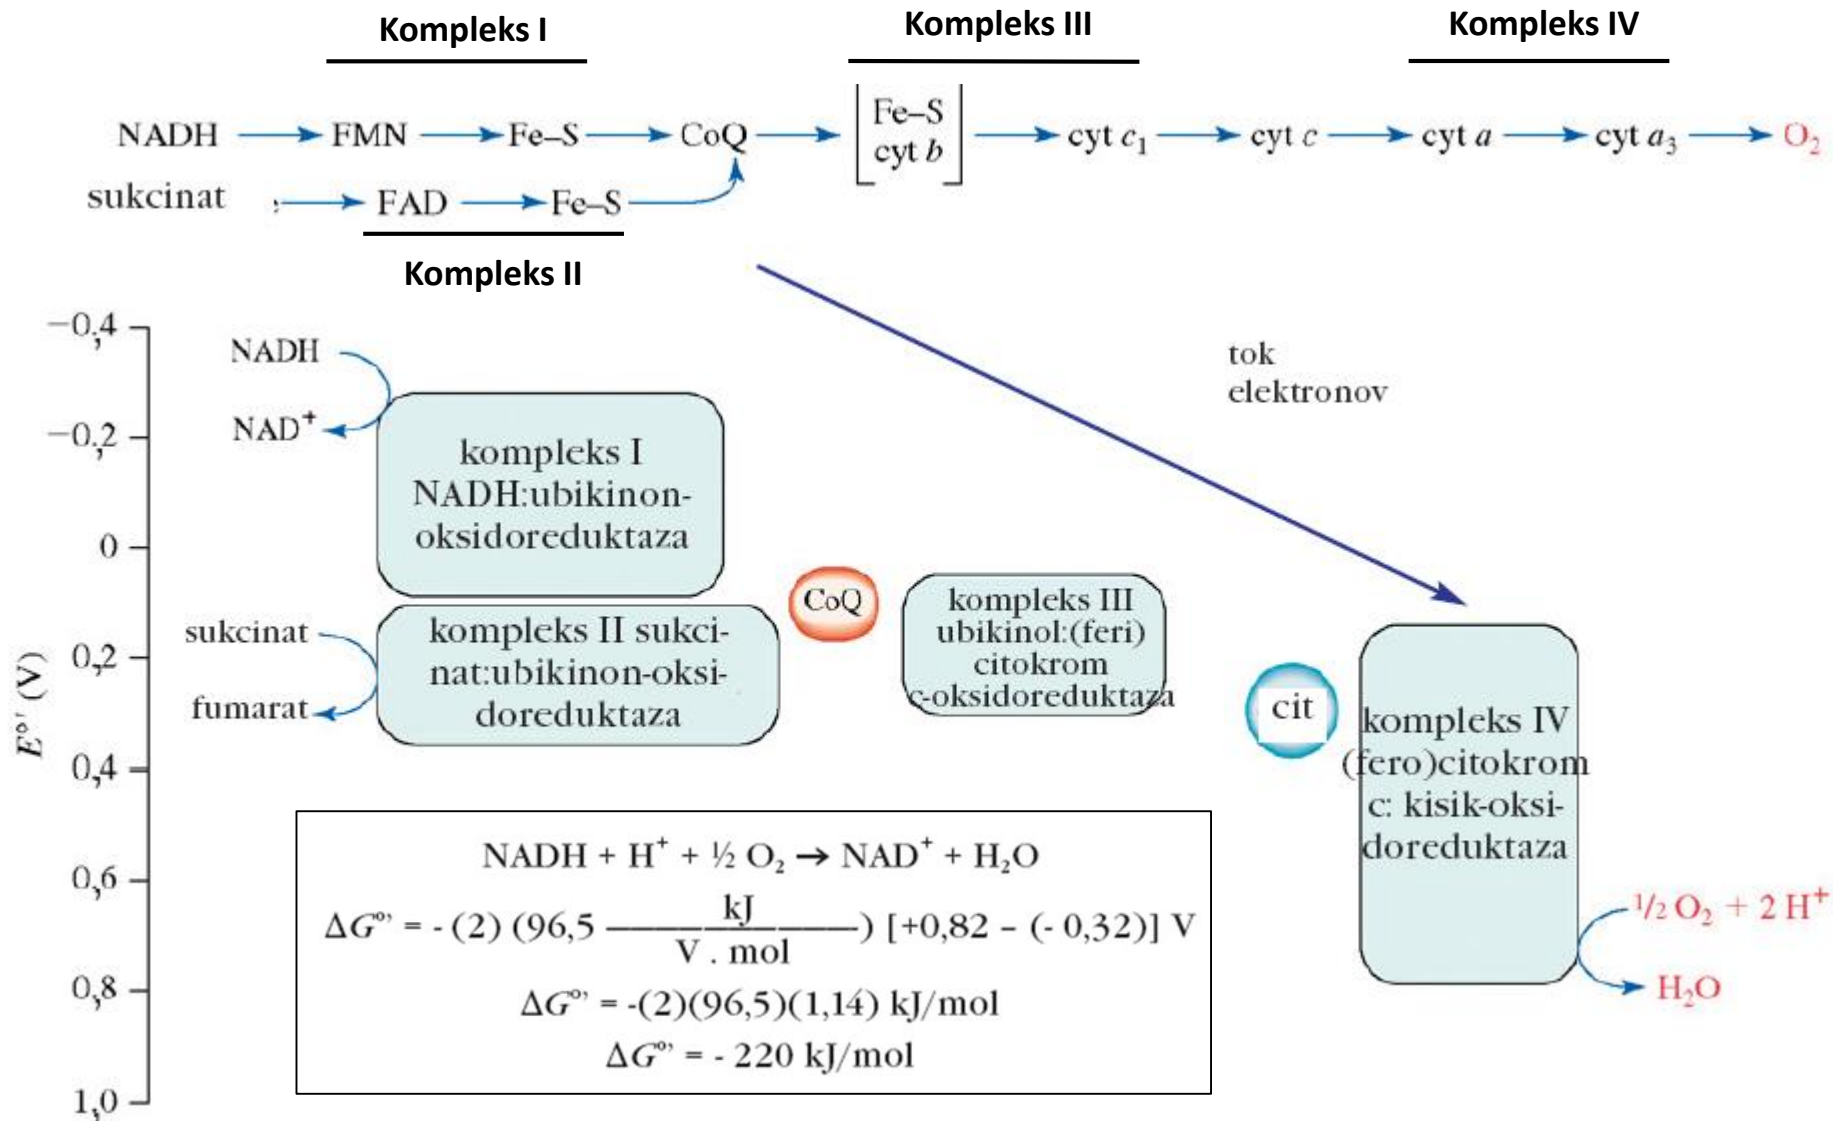 Kompleks I
Kompleks III
Kompleks IV
NADH FMN Fe–S CoQ Fe–S cyt b cyt c₁ cyt c cyt a cyt a₃ O₂
sukcinat FAD Fe–S
Kompleks II
−0,4
−0,2
0
0,2
0,4
0,6
0,8
1,0
E°′ (V)
NADH
NAD⁺
kompleks I
NADH:ubikinon-
oksidoreduktaza
sukcinat
fumarat
kompleks II sukci-
nat:ubikinon-oksi-
doreduktaza
CoQ
kompleks III
ubikinol:(feri)
citokrom
c-oksidoreduktaza
tok
elektronov
cit
kompleks IV
(fero)citokrom
c: kisik-oksi-
doreduktaza
1/2 O₂ + 2 H⁺
H₂O
NADH + H⁺ + ½ O₂ → NAD⁺ + H₂O
ΔG°’ = - (2) (96,5 kJ / V . mol) [+0,82 – (- 0,32)] V
ΔG°’ = -(2)(96,5)(1,14) kJ/mol
ΔG°’ = - 220 kJ/mol